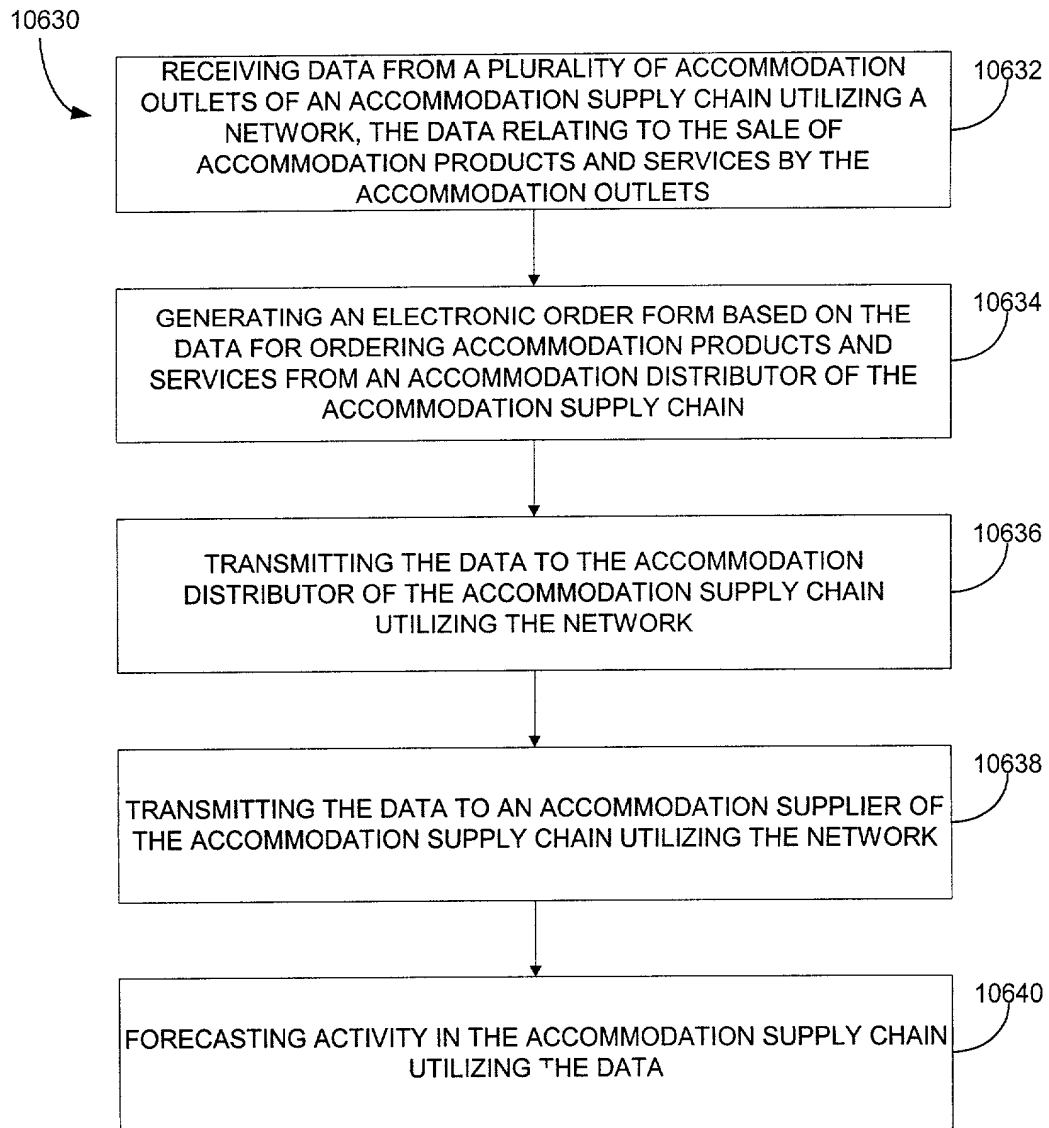 10630
RECEIVING DATA FROM A PLURALITY OF ACCOMMODATION
OUTLETS OF AN ACCOMMODATION SUPPLY CHAIN UTILIZING A
NETWORK, THE DATA RELATING TO THE SALE OF
ACCOMMODATION PRODUCTS AND SERVICES BY THE
ACCOMMODATION OUTLETS
10632
GENERATING AN ELECTRONIC ORDER FORM BASED ON THE
DATA FOR ORDERING ACCOMMODATION PRODUCTS AND
SERVICES FROM AN ACCOMMODATION DISTRIBUTOR OF THE
ACCOMMODATION SUPPLY CHAIN
10634
TRANSMITTING THE DATA TO THE ACCOMMODATION
DISTRIBUTOR OF THE ACCOMMODATION SUPPLY CHAIN
UTILIZING THE NETWORK
10636
TRANSMITTING THE DATA TO AN ACCOMMODATION SUPPLIER OF
THE ACCOMMODATION SUPPLY CHAIN UTILIZING THE NETWORK
10638
FORECASTING ACTIVITY IN THE ACCOMMODATION SUPPLY CHAIN
UTILIZING THE DATA
10640